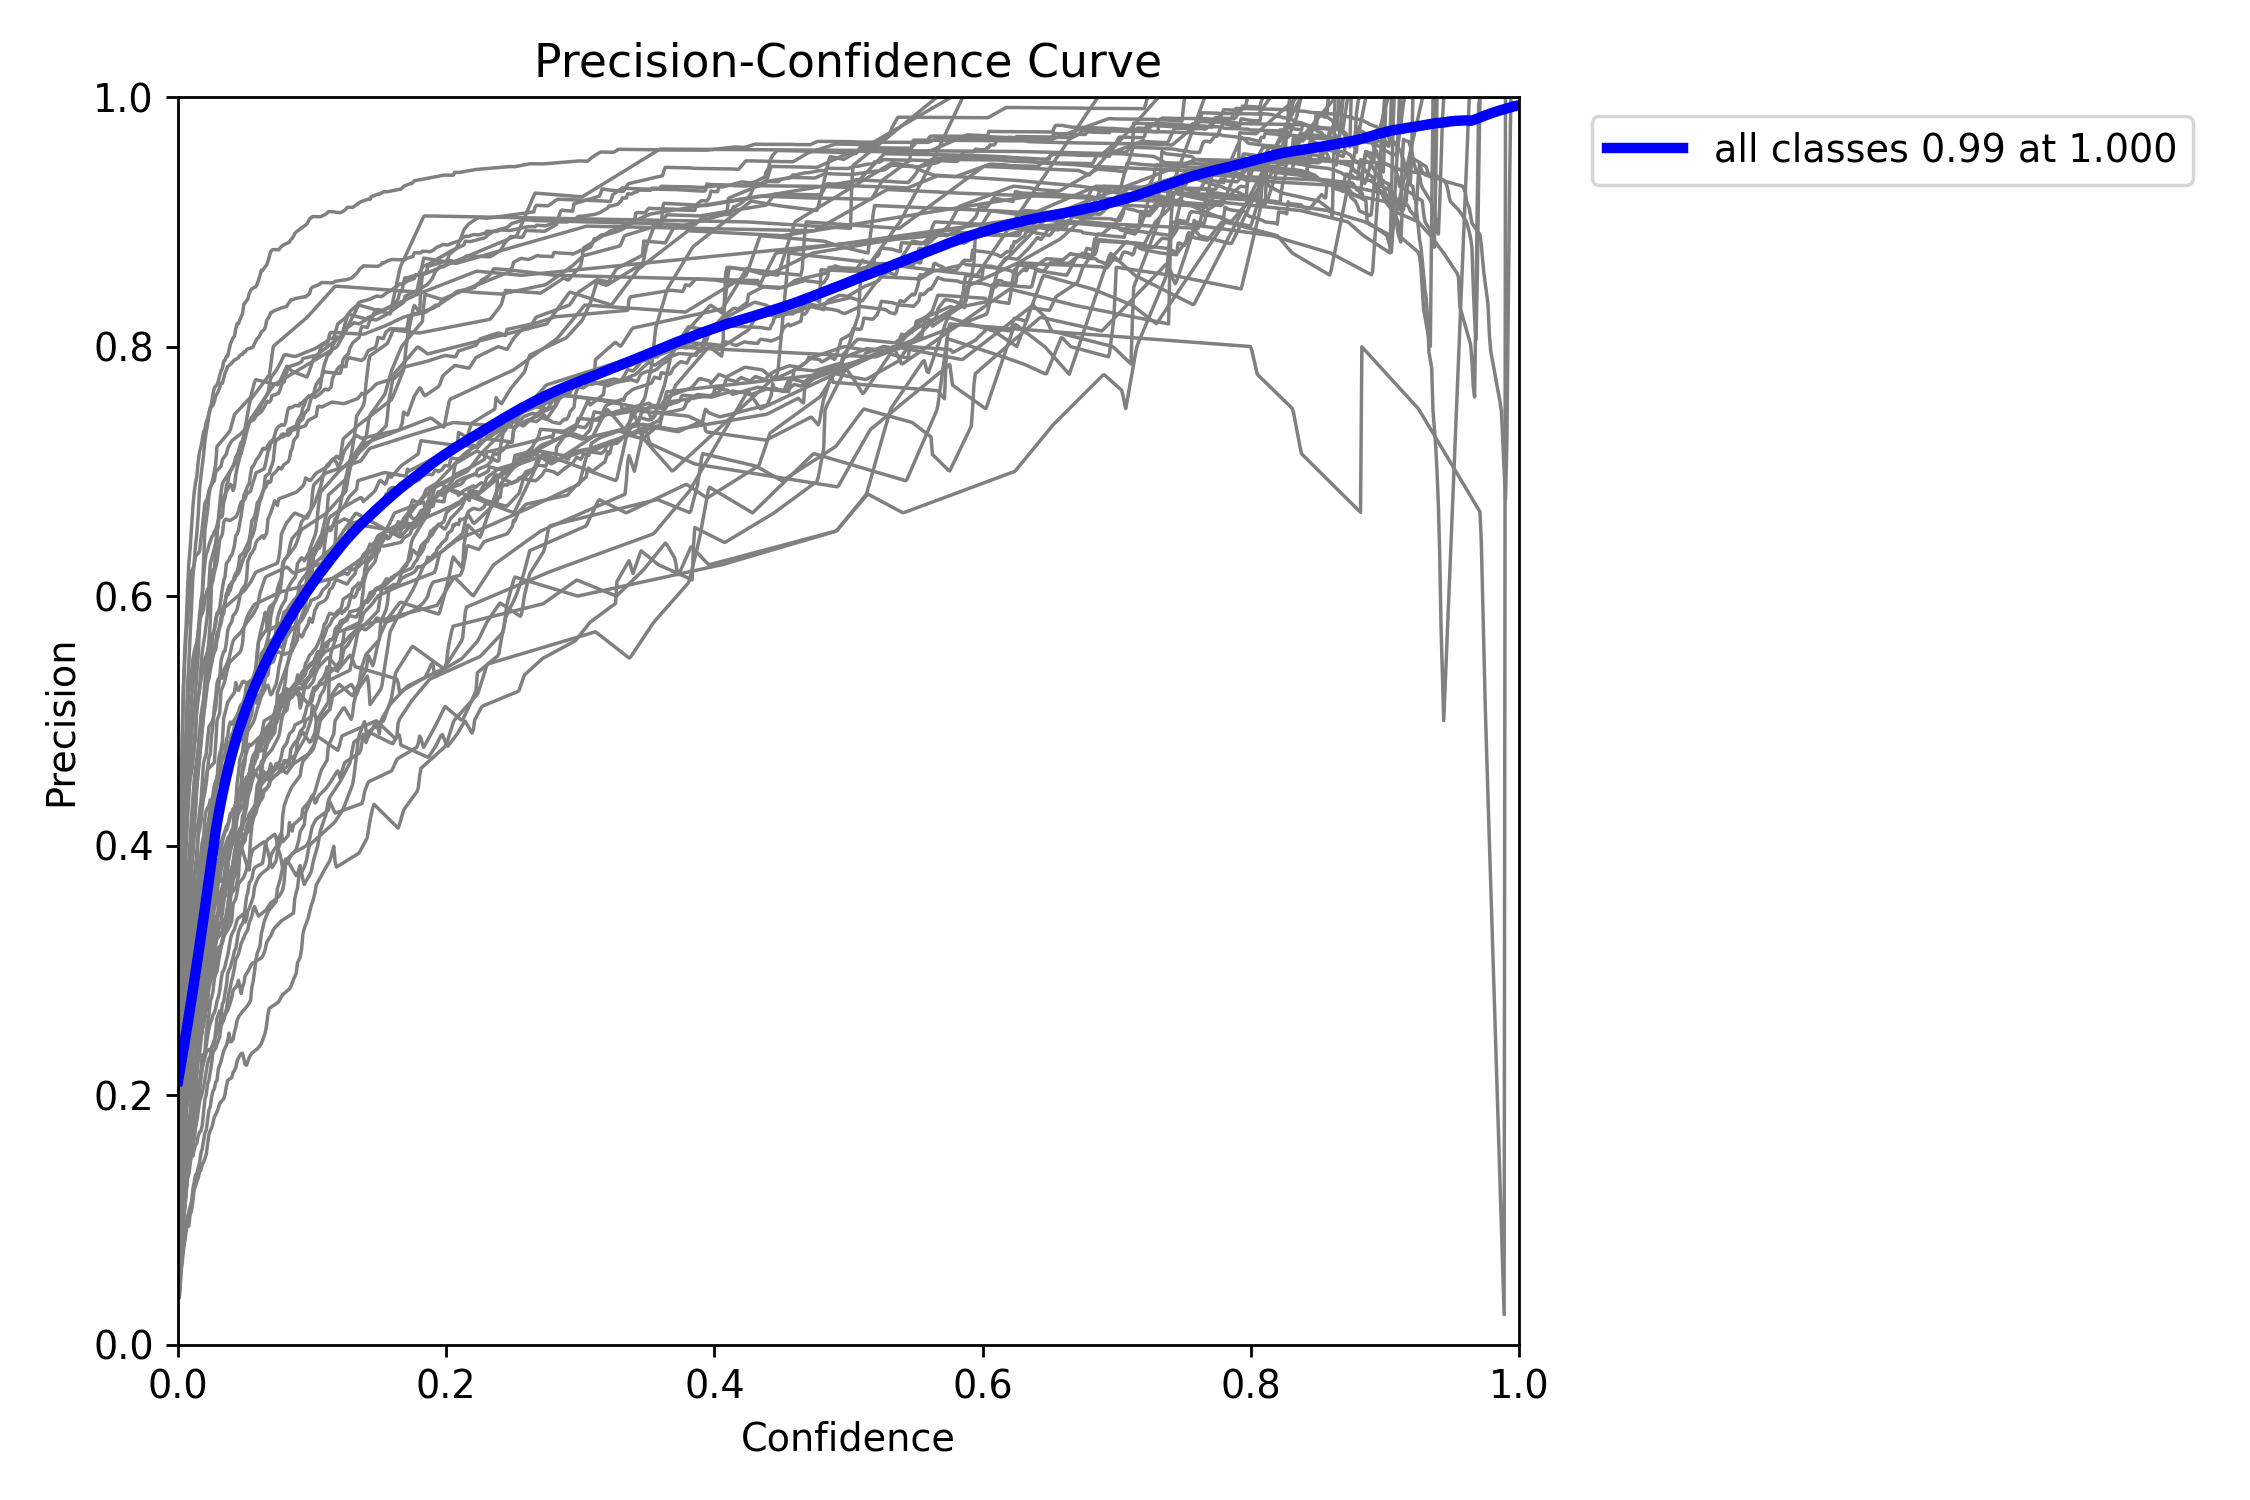 Precision-Confidence Curve
all classes 0.99 at 1.000
Precision
1.0
0.8
0.6
0.4
0.2
0.0
0.0 0.2 0.4 0.6 0.8 1.0
Confidence